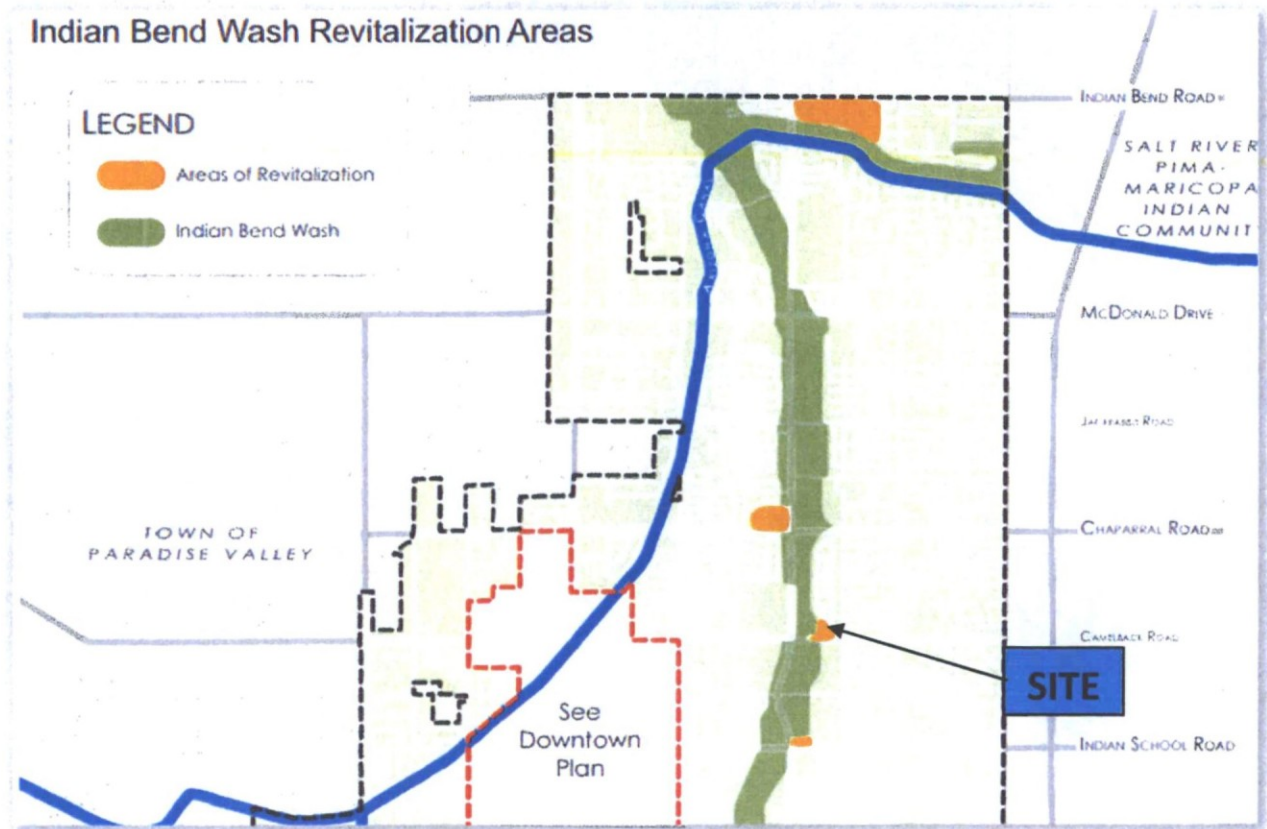 Indian Bend Wash Revitalization Areas
LEGEND
Areas of Revitalization
Indian Bend Wash
INDIAN BEND ROAD
SALT RIVER
PIMA-
MARICOPA
INDIAN
COMMUNIT
MCDONALD DRIVE
TOWN OF
PARADISE VALLEY
ROAD
CHAPARRAL ROAD
CAMELBACK ROAD
SITE
See
Downtown
Plan
INDIAN SCHOOL ROAD